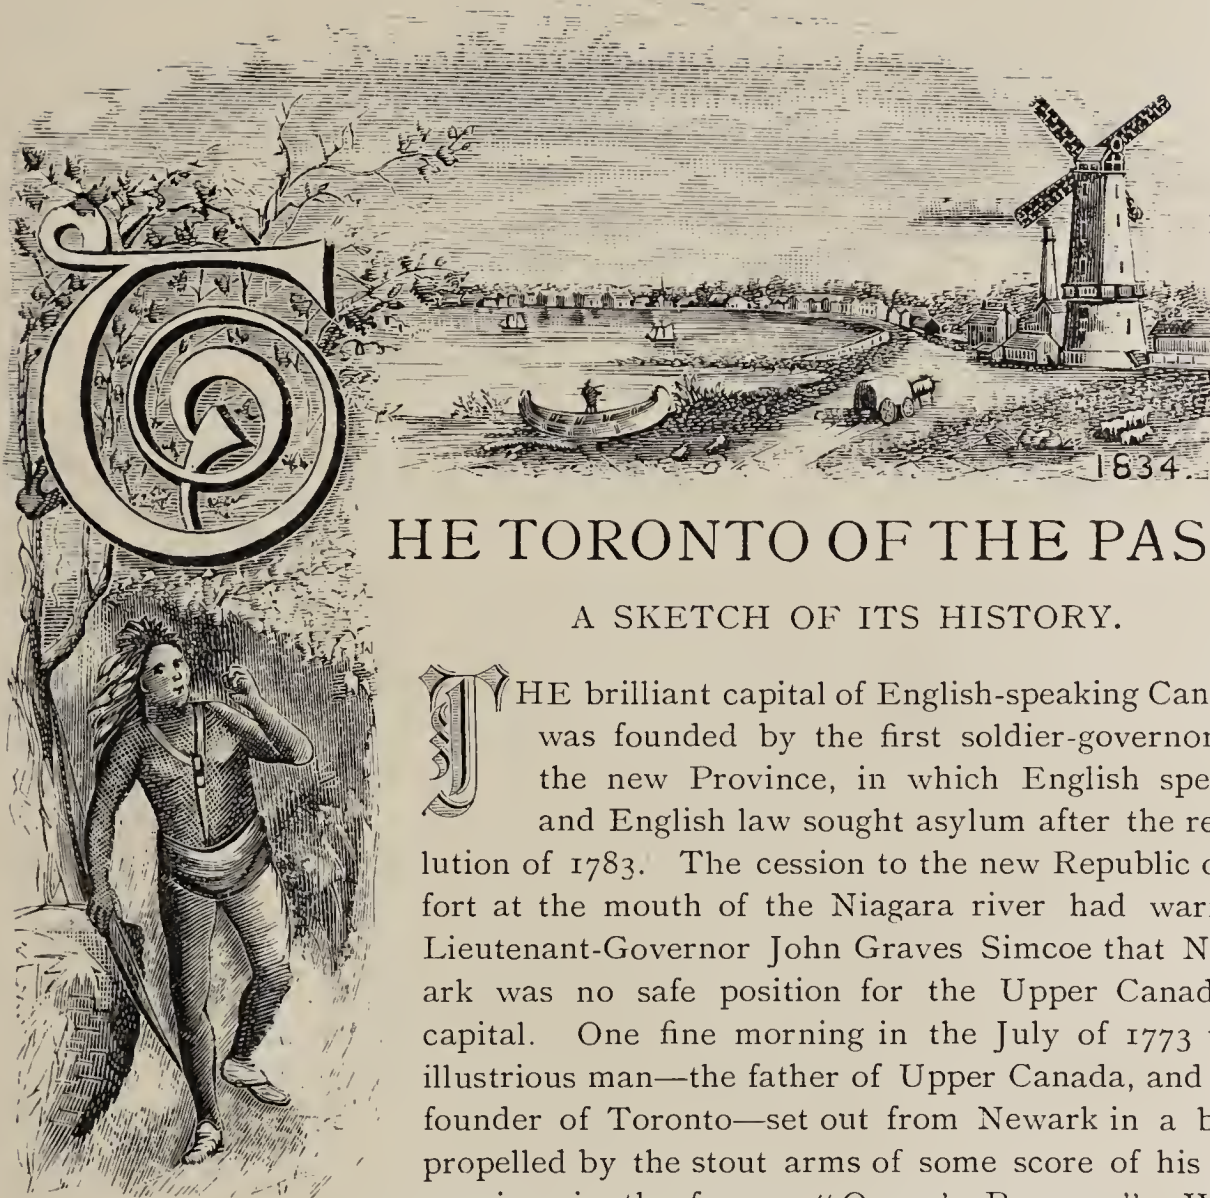 1834.
THE TORONTO OF THE PAS
A SKETCH OF ITS HISTORY.
THE brilliant capital of English-speaking Can
was founded by the first soldier-governor
the new Province, in which English spe
and English law sought asylum after the re
lution of 1783. The cession to the new Republic o
fort at the mouth of the Niagara river had war
Lieutenant-Governor John Graves Simcoe that N
ark was no safe position for the Upper Canad
capital. One fine morning in the July of 1773
illustrious man—the father of Upper Canada, and
founder of Toronto—set out from Newark in a b
propelled by the stout arms of some score of his